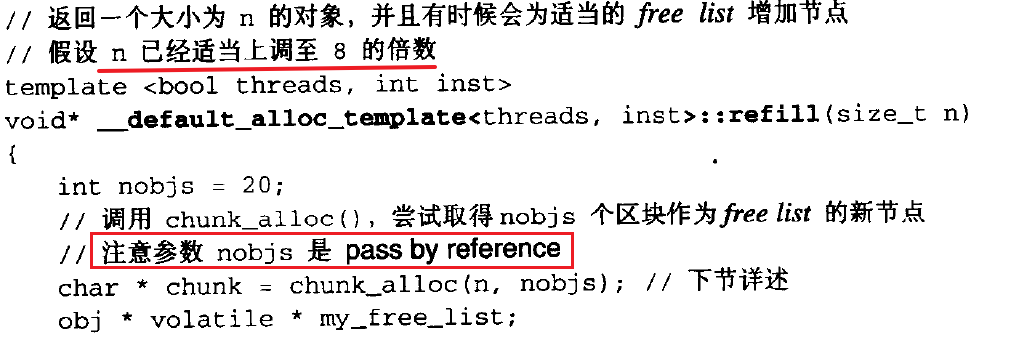 // 返回一个大小为 n 的对象，并且有时候会为适当的 free list 增加节点
// 假设 n 已经适当上调至 8 的倍数
template <bool threads, int inst>
void* __default_alloc_template<threads, inst>::refill(size_t n)
{
int nobjs = 20;
// 调用 chunk_alloc()，尝试取得 nobjs 个区块作为 free list 的新节点
// 注意参数 nobjs 是 pass by reference
char * chunk = chunk_alloc(n, nobjs); // 下节详述
obj * volatile * my_free_list;